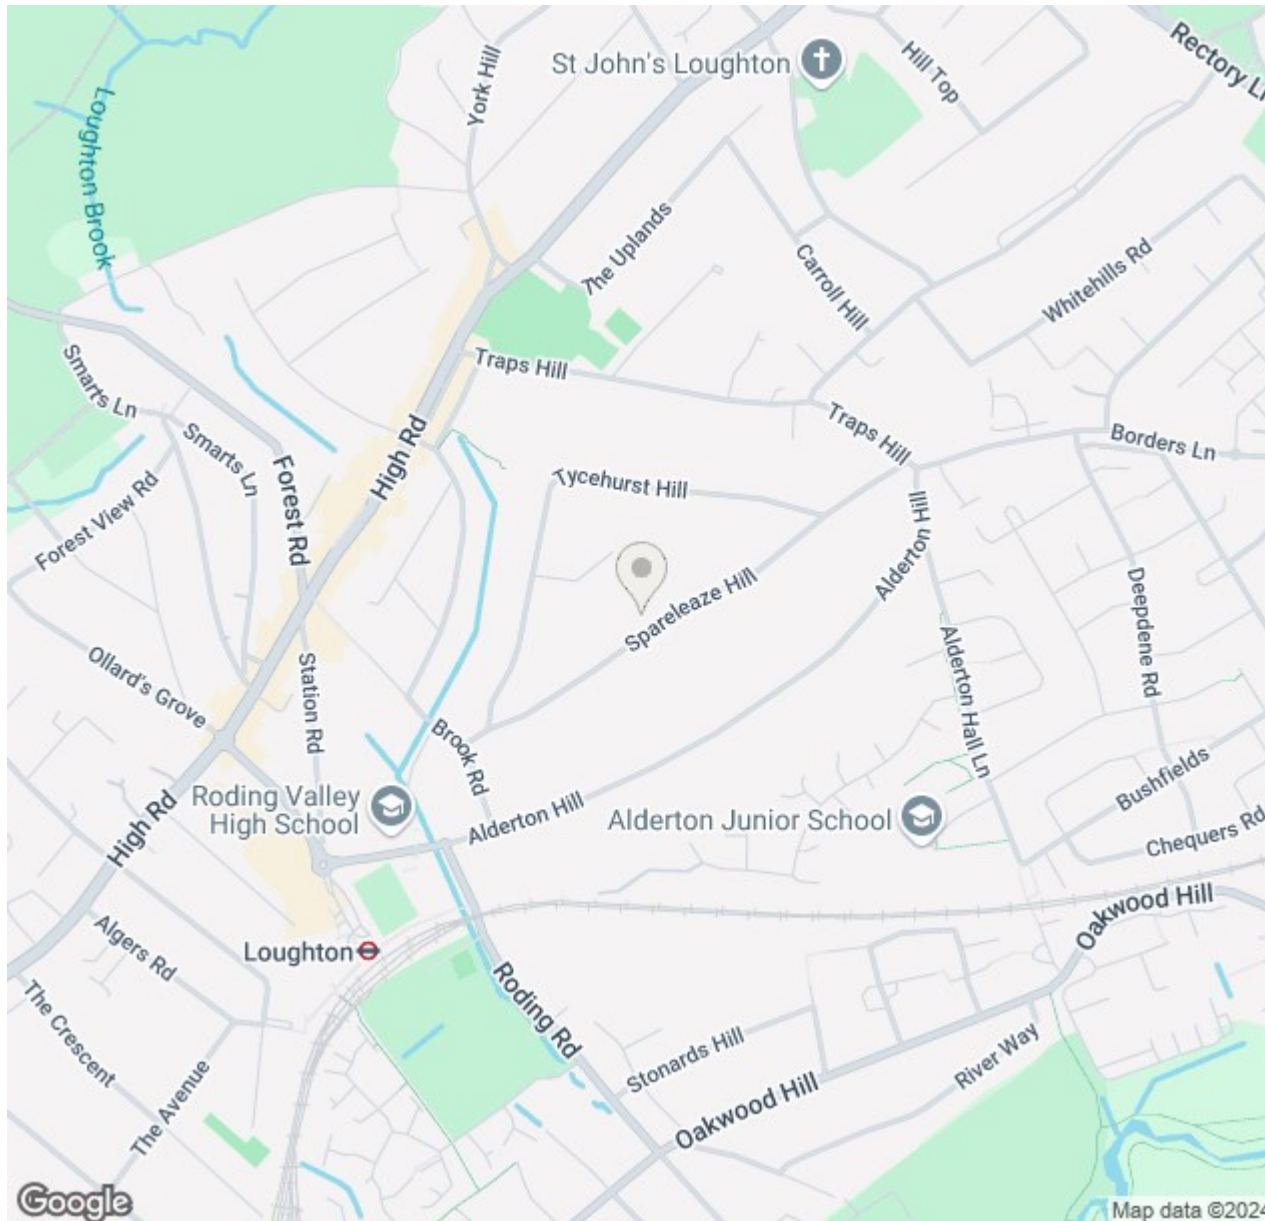 York Hill
St John's Loughton
Hill Top
Rectory Ln
Loughton Brook
The Uplands
Carroll Hill
Whitehills Rd
Smarts Ln
Traps Hill
Traps Hill
Borders Ln
High Rd
Smarts Ln
Forest Rd
Tycehurst Hill
Forest View Rd
Alderton Hill
Spareleaze Hill
Deepdene Rd
Ollard's Grove
Station Rd
Alderton Hall Ln
Brook Rd
Bushfields
Roding Valley
High School
Alderton Hill
Alderton Junior School
Chequers Rd
High Rd
Oakwood Hill
Algers Rd
Loughton
Roding Rd
The Crescent
Stonards Hill
River Way
The Avenue
Oakwood Hill
Google
Map data ©2024